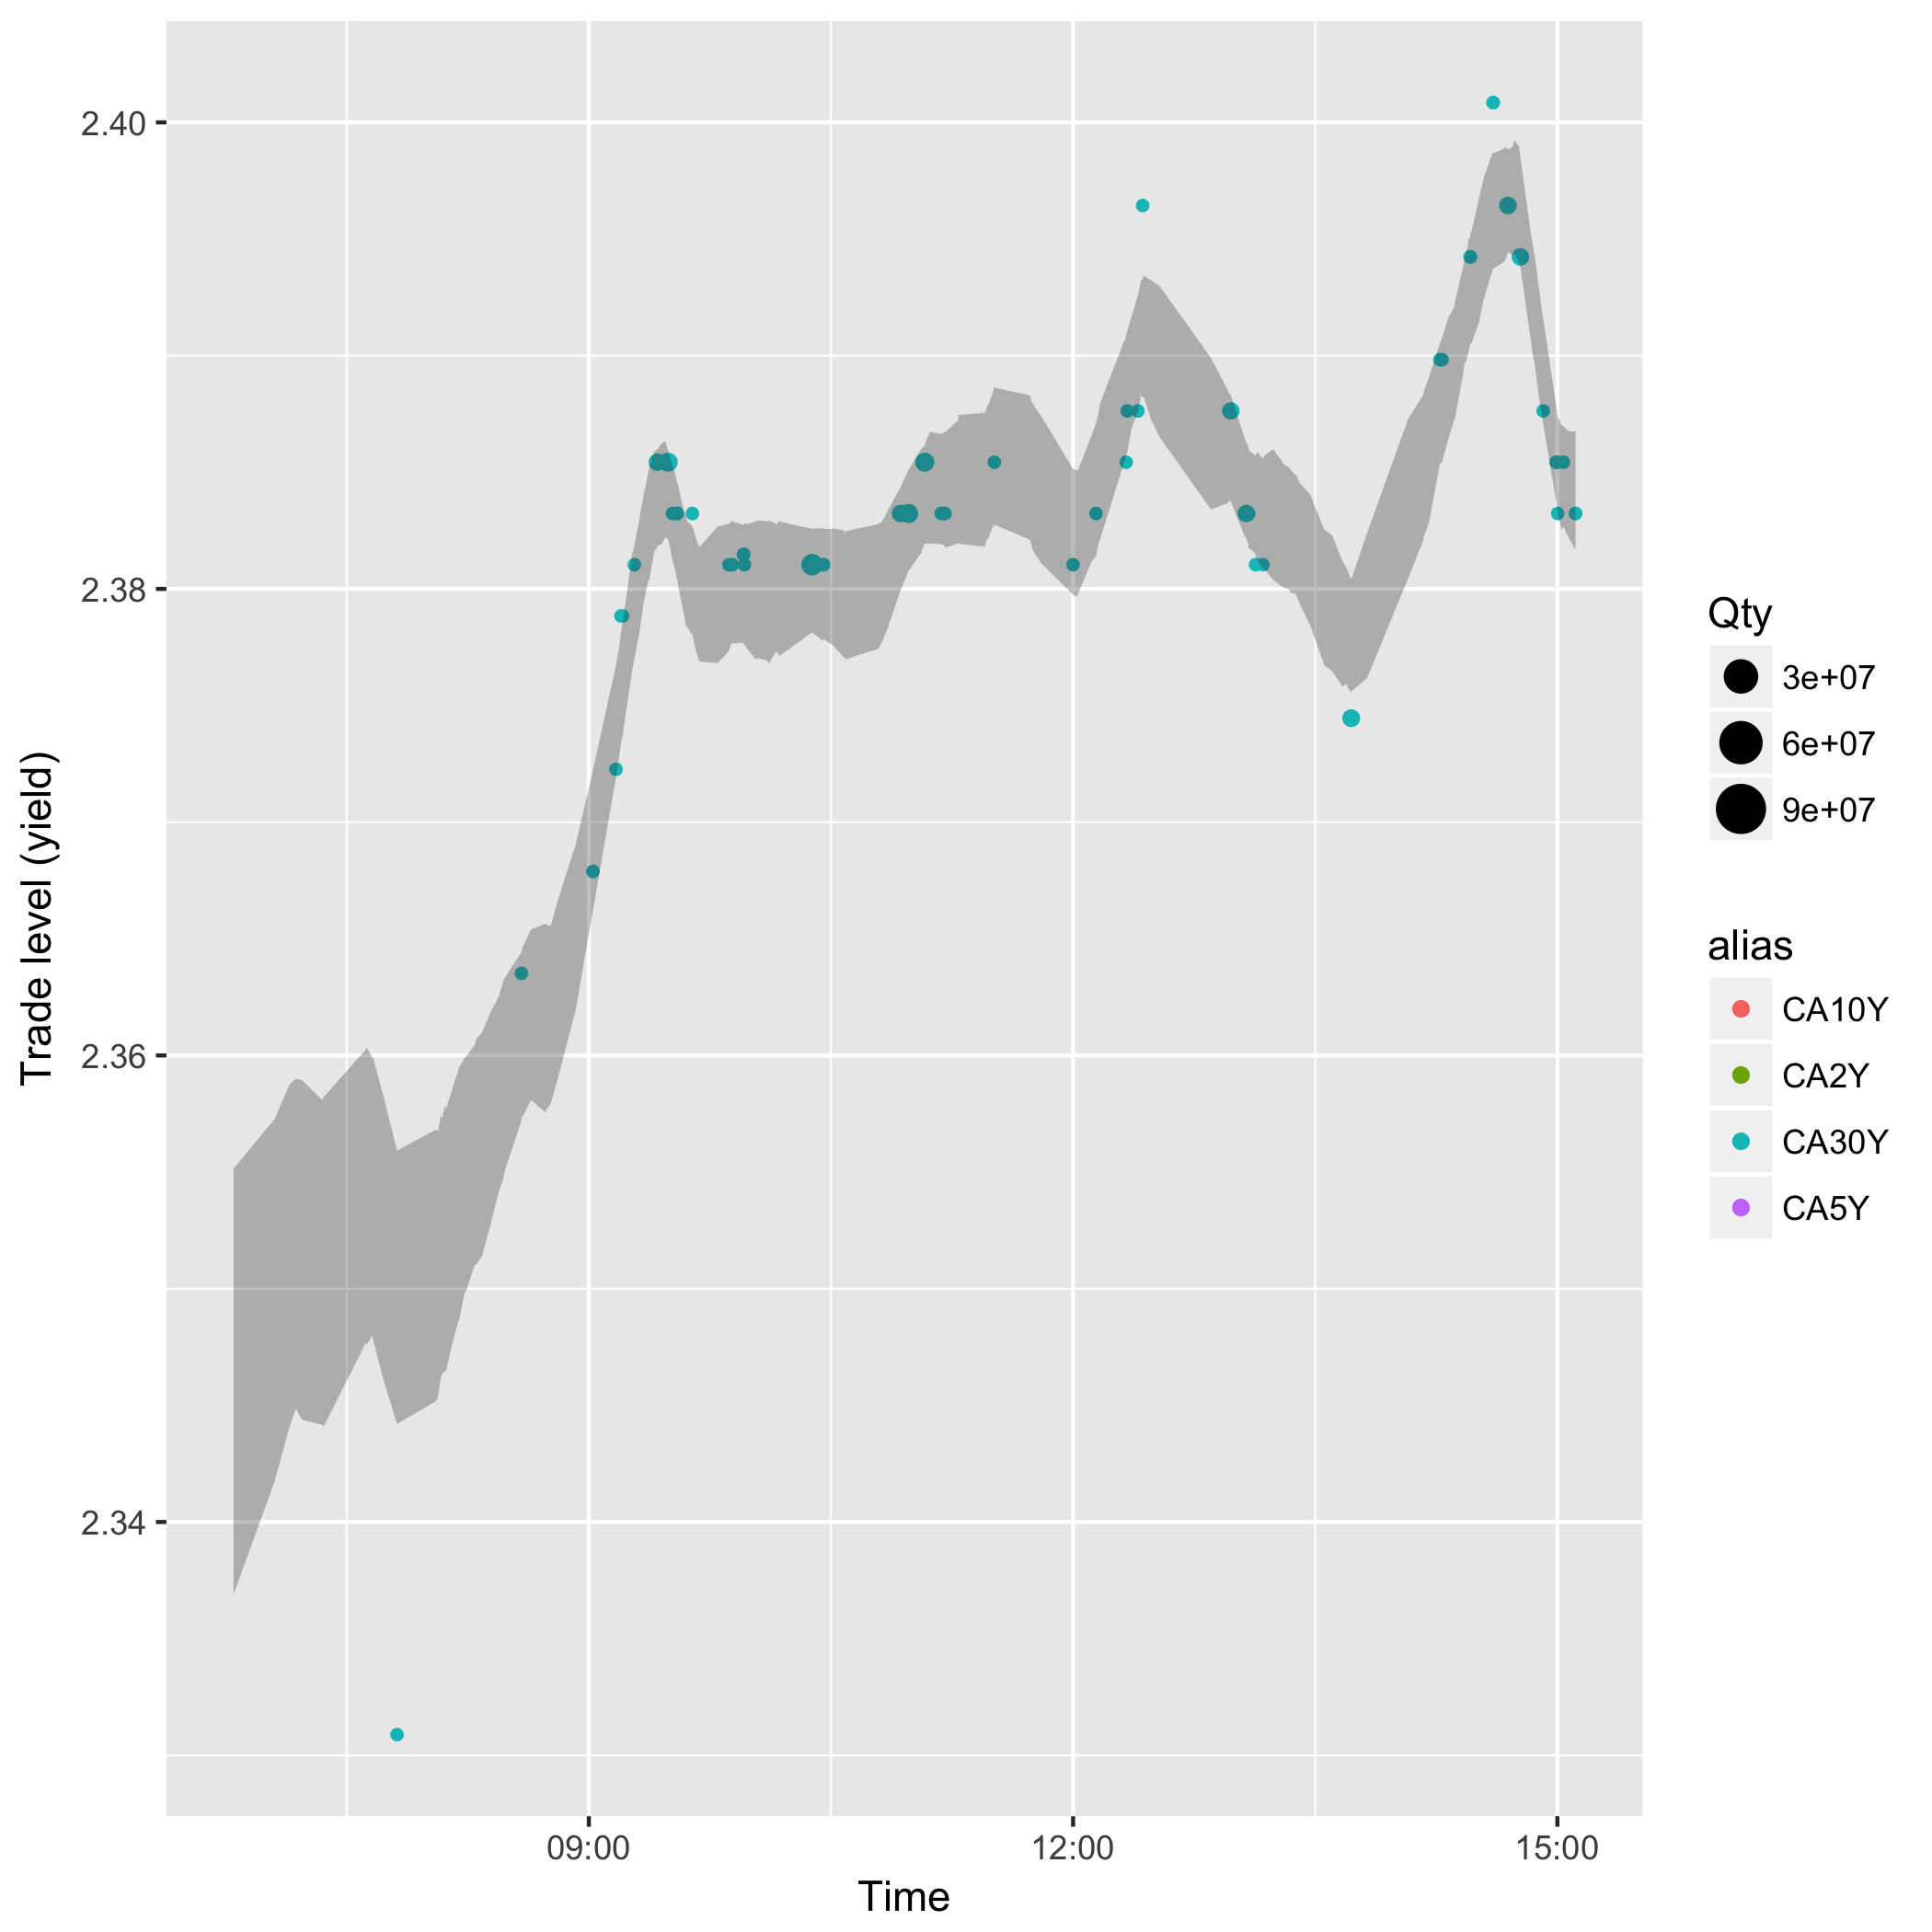 2.40
2.38
2.36
2.34
Trade level (yield)
09:00
12:00
15:00
Time
Qty
3e+07
6e+07
9e+07
alias
CA10Y
CA2Y
CA30Y
CA5Y